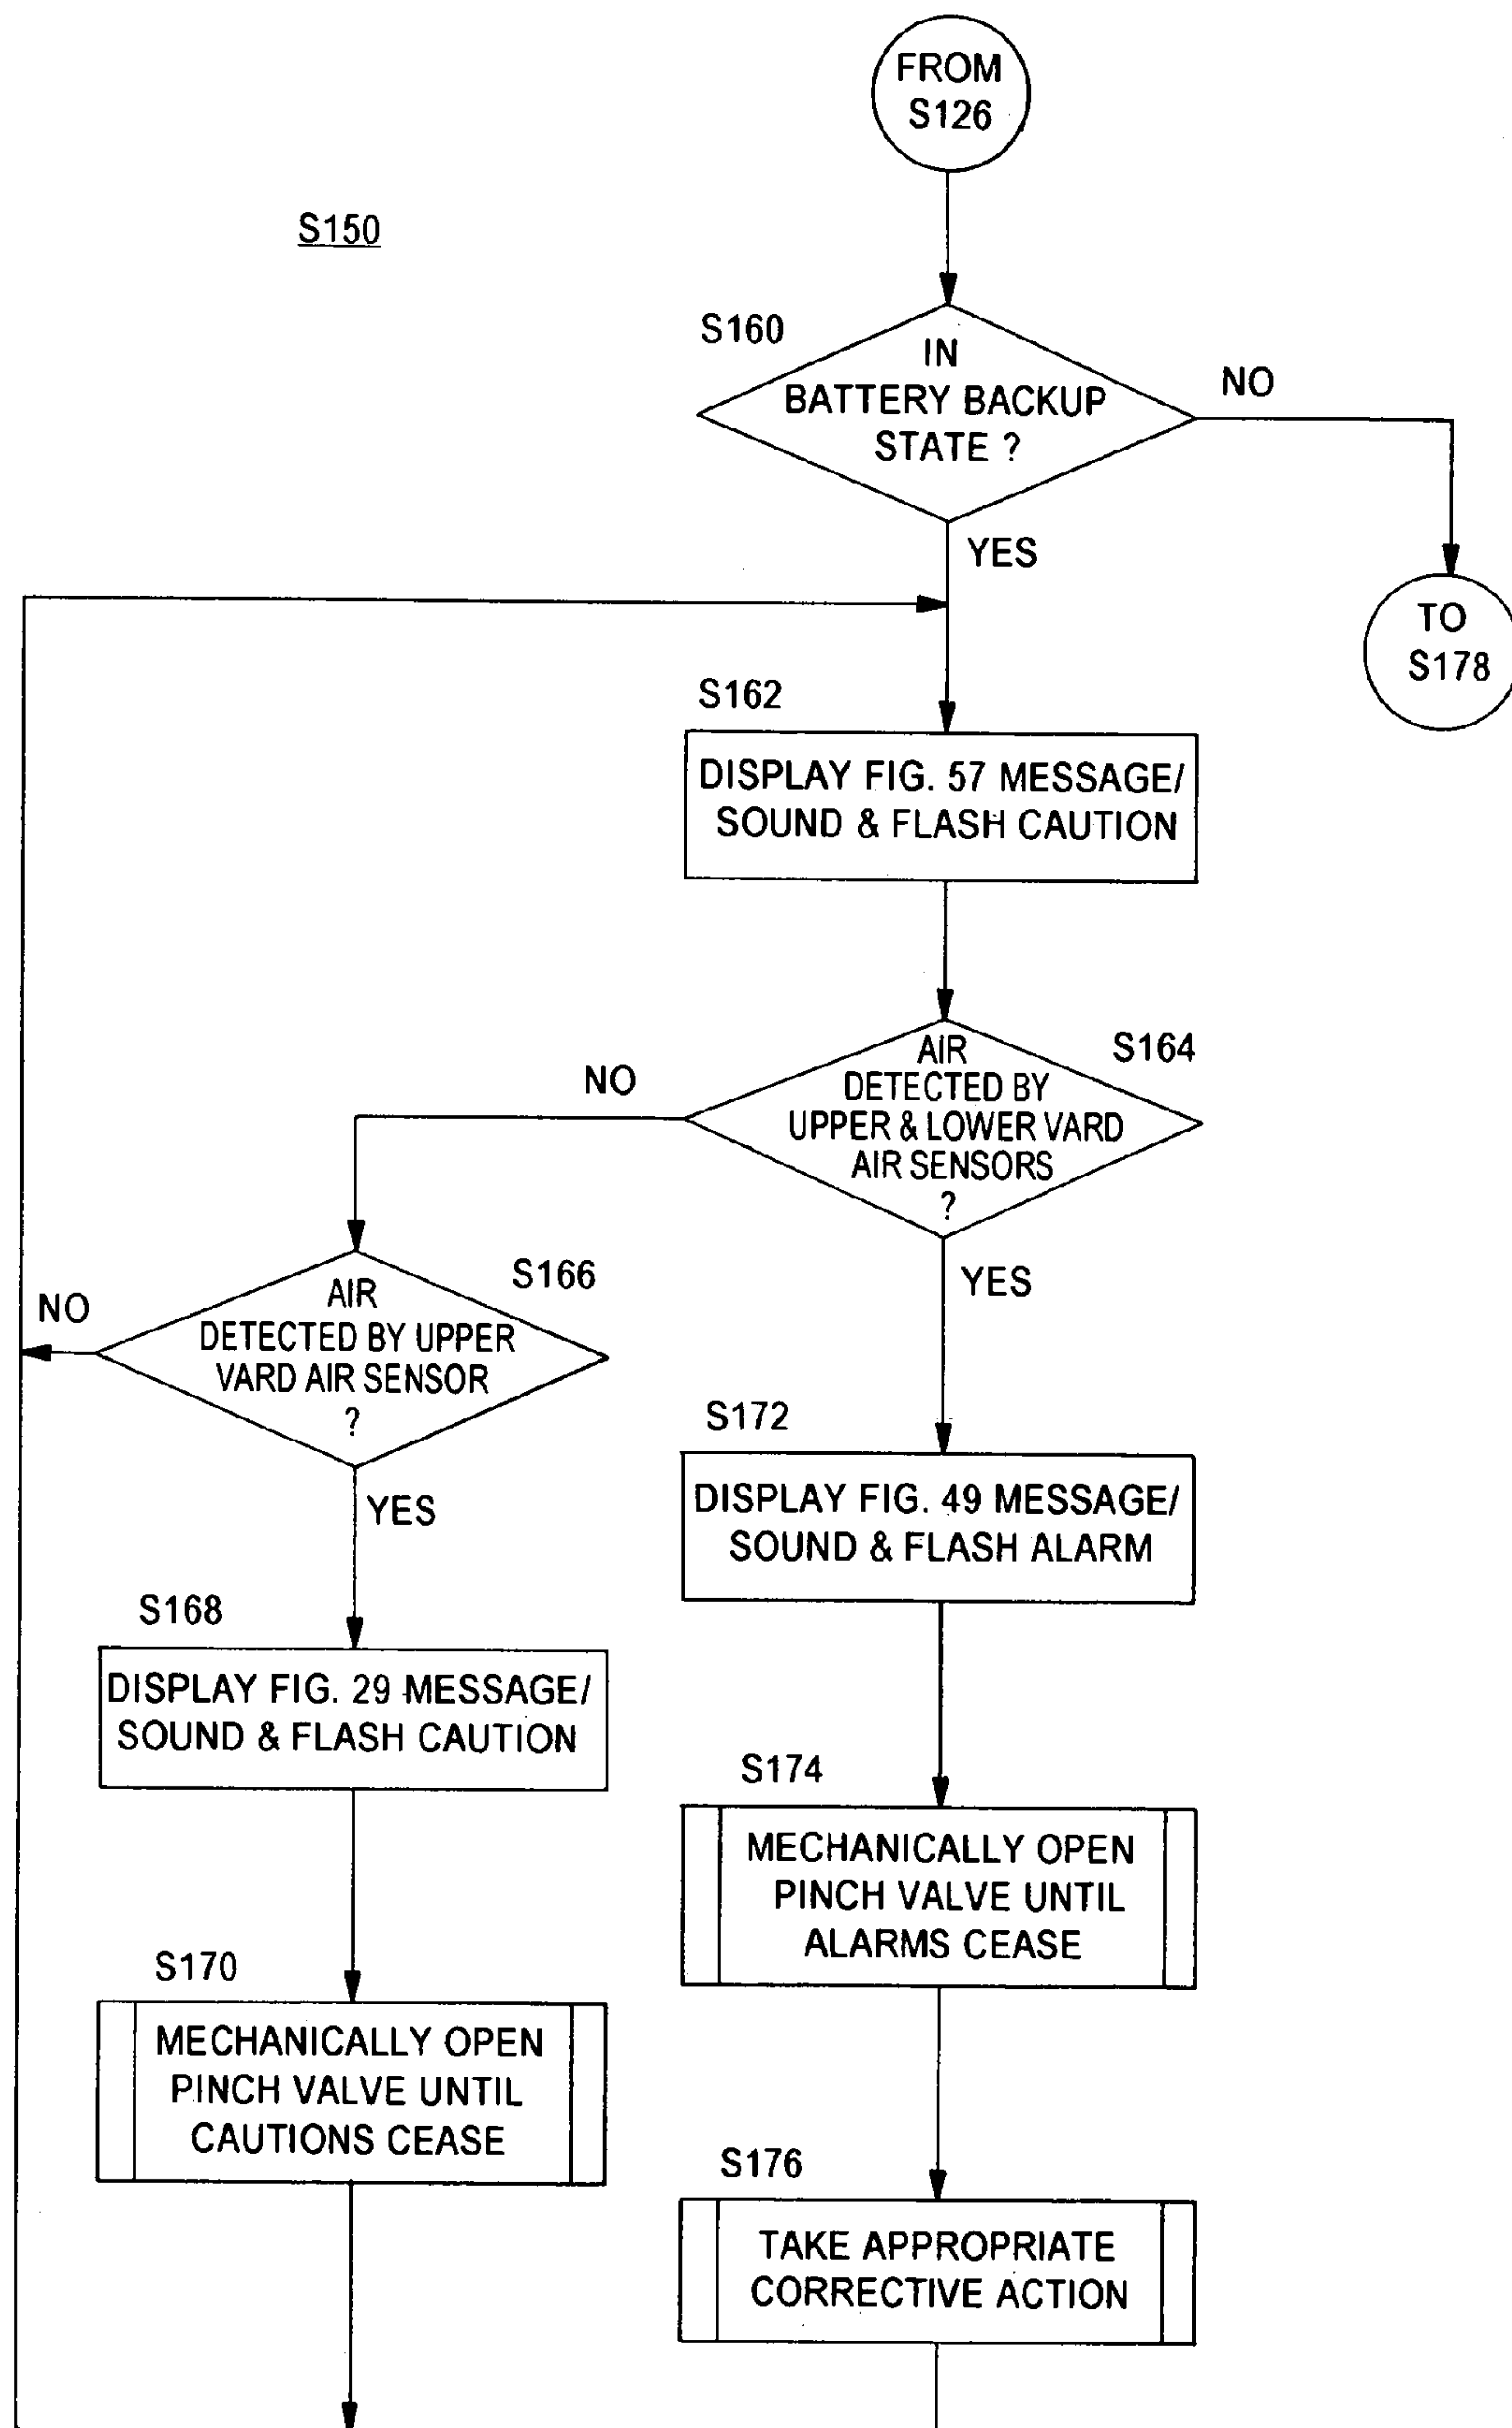 FROM
S126
S150
S160
IN
BATTERY BACKUP
STATE ?
NO
YES
TO
S178
S162
DISPLAY FIG. 57 MESSAGE/
SOUND & FLASH CAUTION
S164
AIR
DETECTED BY
UPPER & LOWER VARD
AIR SENSORS
?
NO
YES
S166
AIR
DETECTED BY UPPER
VARD AIR SENSOR
?
NO
YES
S172
DISPLAY FIG. 49 MESSAGE/
SOUND & FLASH ALARM
S168
DISPLAY FIG. 29 MESSAGE/
SOUND & FLASH CAUTION
S174
MECHANICALLY OPEN
PINCH VALVE UNTIL
ALARMS CEASE
S170
MECHANICALLY OPEN
PINCH VALVE UNTIL
CAUTIONS CEASE
S176
TAKE APPROPRIATE
CORRECTIVE ACTION